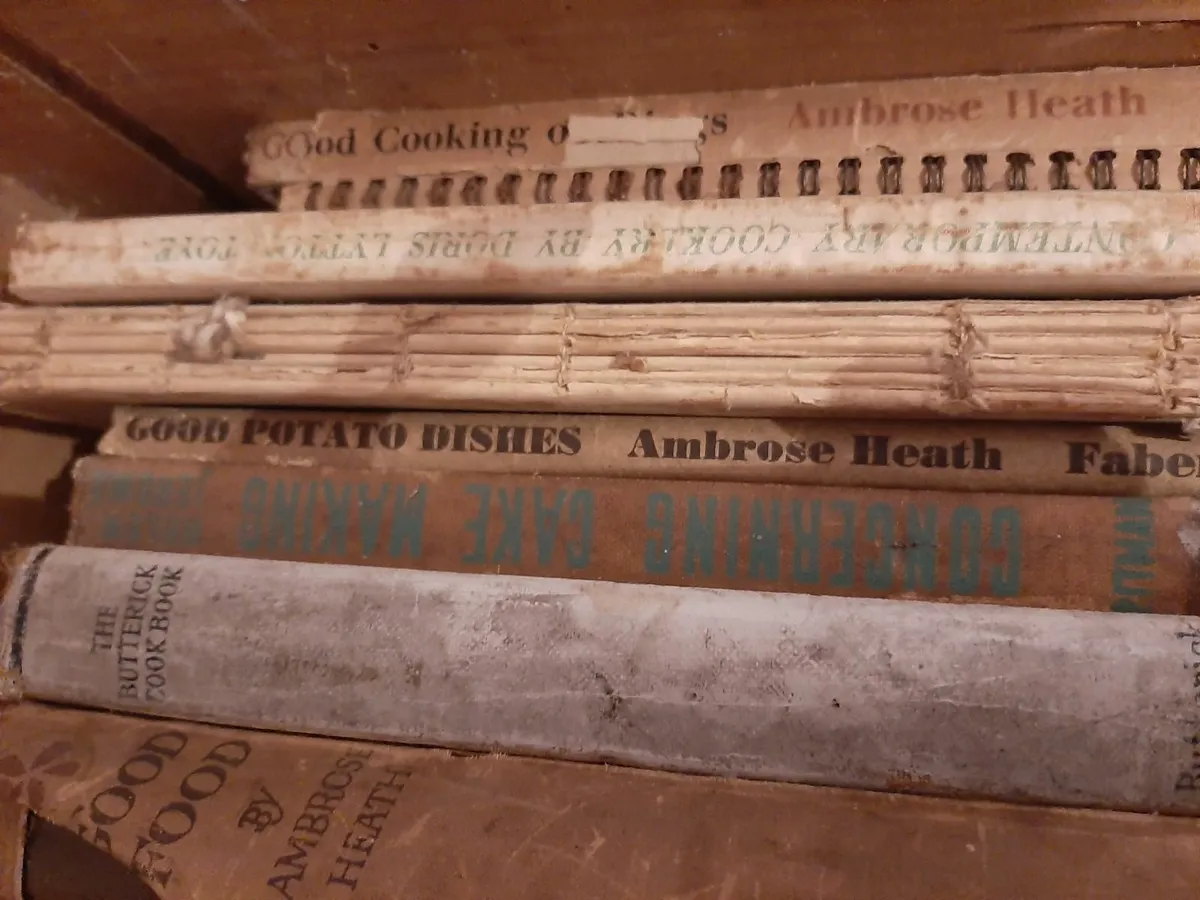 Good Cooking Ambrose Heath
CONTEMPORARY COOKERY BY DORIS LYTTON TOYE
GOOD POTATO DISHES Ambrose Heath Faber
CONCERNING CAKE MAKING
THE
BUTTERICK
COOK BOOK
GOOD
FOOD
BY
AMBROSE
HEATH